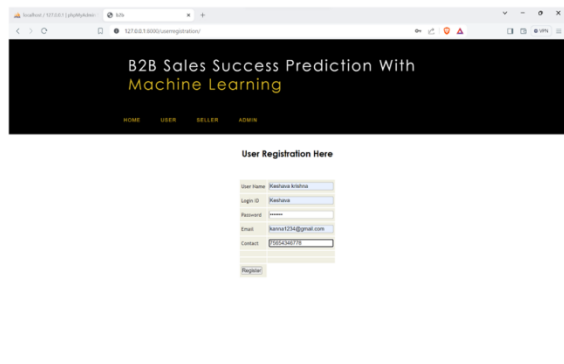 localhost / 127.0.0.1 | phpMyAdmin
b2b
127.0.0.1:8000/userregistration/
VPN
B2B Sales Success Prediction With
Machine Learning
HOME USER SELLER ADMIN
User Registration Here
User Name Keshava krishna
Login ID Keshava
Password ••••••
Email kanna1234@gmail.com
Contact 75654349778
Register